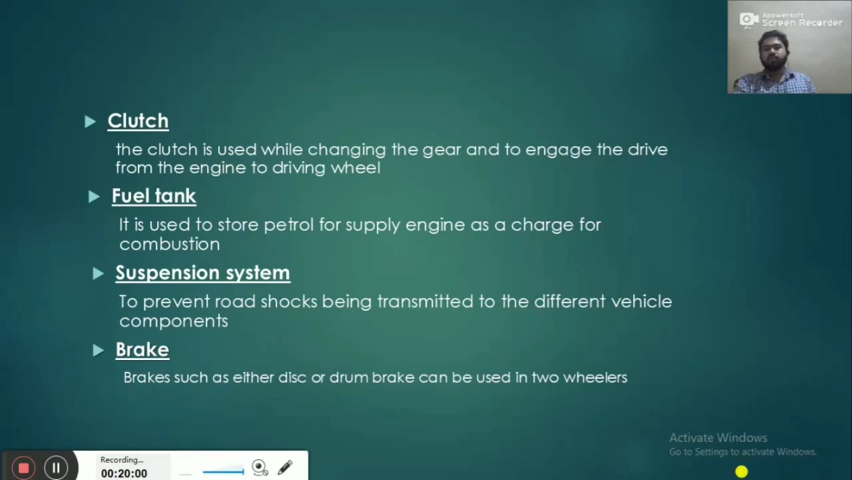 Apowersoft
Screen Recorder
Clutch
the clutch is used while changing the gear and to engage the drive
from the engine to driving wheel
Fuel tank
It is used to store petrol for supply engine as a charge for
combustion
Suspension system
To prevent road shocks being transmitted to the different vehicle
components
Brake
Brakes such as either disc or drum brake can be used in two wheelers
Activate Windows
Go to Settings to activate Windows.
Recording...
00:20:00